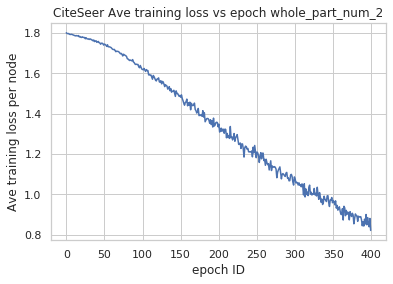 CiteSeer Ave training loss vs epoch whole_part_num_2
Ave training loss per node
1.8
1.6
1.4
1.2
1.0
0.8
0 50 100 150 200 250 300 350 400
epoch ID